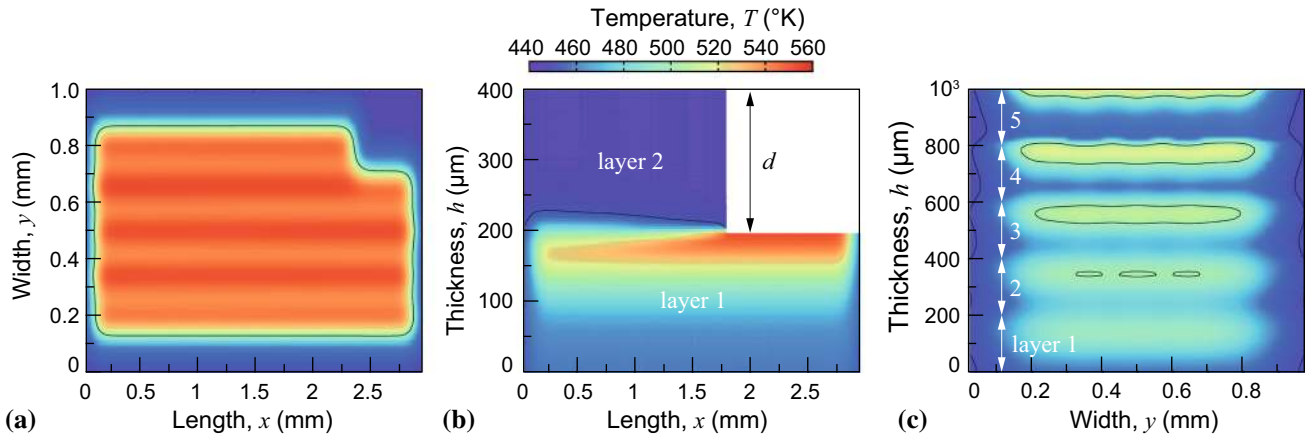 Temperature, T (°K)
440 460 480 500 520 540 560
1.0
0.8
0.6
0.4
0.2
0
Width, y (mm)
0 0.5 1 1.5 2 2.5
Length, x (mm)
(a)
400
300
200
100
0
Thickness, h (µm)
layer 2
d
layer 1
0 0.5 1 1.5 2 2.5
Length, x (mm)
(b)
10³
800
600
400
200
0
Thickness, h (µm)
5
4
3
2
layer 1
0 0.2 0.4 0.6 0.8
Width, y (mm)
(c)